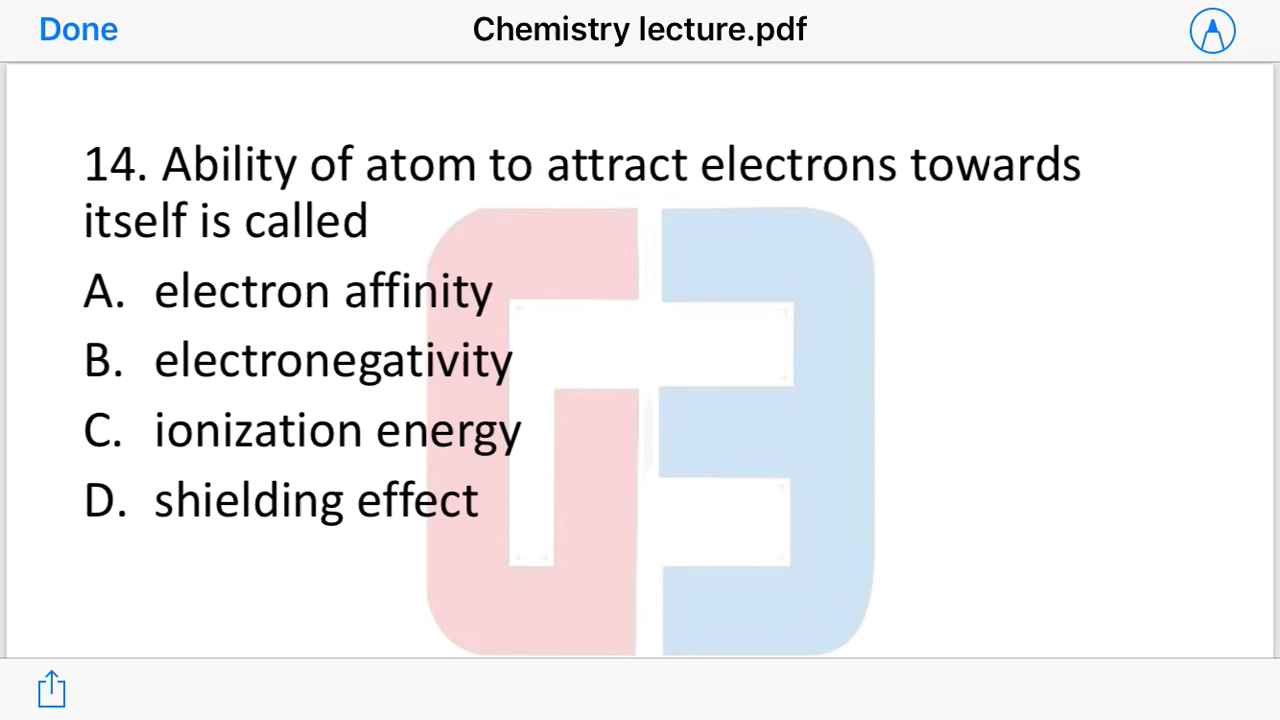 Done
Chemistry lecture.pdf
14. Ability of atom to attract electrons towards
itself is called
A. electron affinity
B. electronegativity
C. ionization energy
D. shielding effect